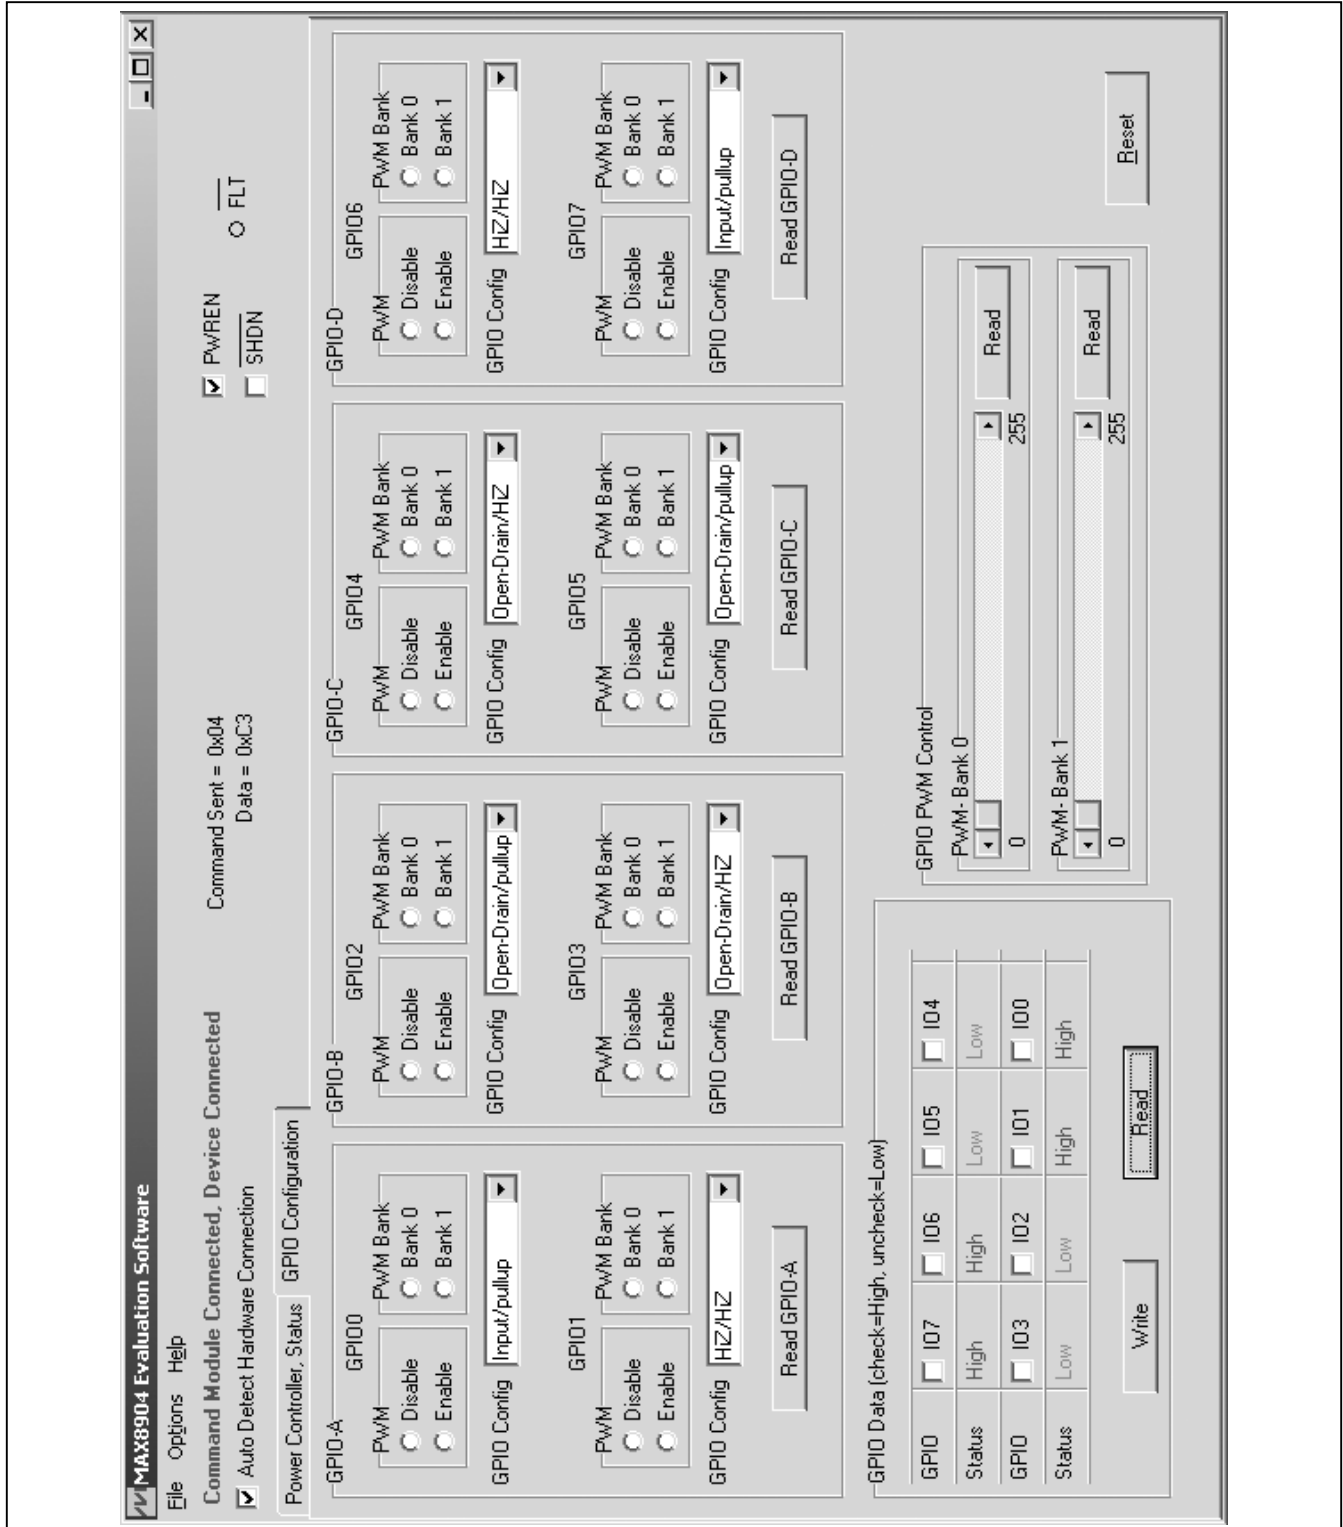 MAX8904 Evaluation Software
File Options Help
Command Module Connected, Device Connected
Command Sent = 0x04
PWREN
FLT
Auto Detect Hardware Connection
Data = 0xC3
SHDN
Power Controller, Status GPIO Configuration
GPIO-A
GPIO0
PWM
Disable
Enable
PWM Bank
Bank 0
Bank 1
GPIO Config Input/pullup
GPIO1
PWM
Disable
Enable
PWM Bank
Bank 0
Bank 1
GPIO Config HiZ/HiZ
Read GPIO-A
GPIO-B
GPIO2
PWM
Disable
Enable
PWM Bank
Bank 0
Bank 1
GPIO Config Open-Drain/pullup
GPIO3
PWM
Disable
Enable
PWM Bank
Bank 0
Bank 1
GPIO Config Open-Drain/HiZ
Read GPIO-B
GPIO-C
GPIO4
PWM
Disable
Enable
PWM Bank
Bank 0
Bank 1
GPIO Config Open-Drain/HiZ
GPIO5
PWM
Disable
Enable
PWM Bank
Bank 0
Bank 1
GPIO Config Open-Drain/pullup
Read GPIO-C
GPIO-D
GPIO6
PWM
Disable
Enable
PWM Bank
Bank 0
Bank 1
GPIO Config HiZ/HiZ
GPIO7
PWM
Disable
Enable
PWM Bank
Bank 0
Bank 1
GPIO Config Input/pullup
Read GPIO-D
GPIO Data (check=High, uncheck=Low)
GPIO IO7 IO6 IO5 IO4
Status High High Low Low
GPIO IO3 IO2 IO1 IO0
Status Low Low High High
Write Read
GPIO PWM Control
PWM- Bank 0
Read
0 255
PWM- Bank 1
Read
0 255
Reset